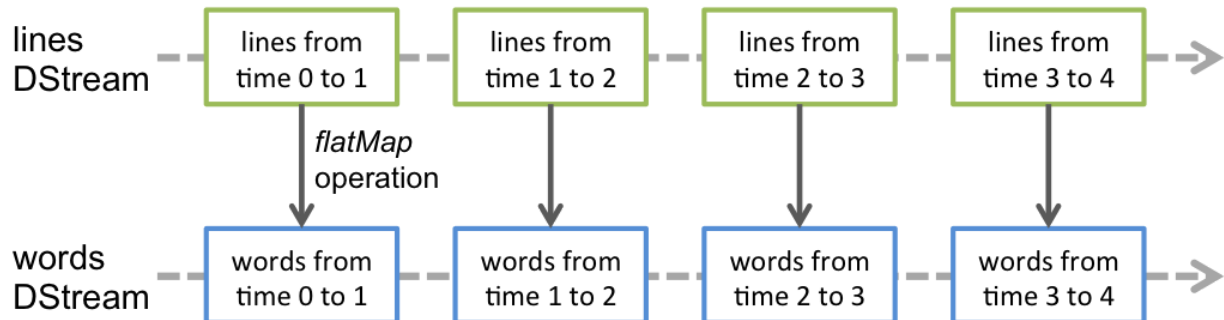 lines
DStream
lines from
time 0 to 1
lines from
time 1 to 2
lines from
time 2 to 3
lines from
time 3 to 4
flatMap
operation
words
DStream
words from
time 0 to 1
words from
time 1 to 2
words from
time 2 to 3
words from
time 3 to 4